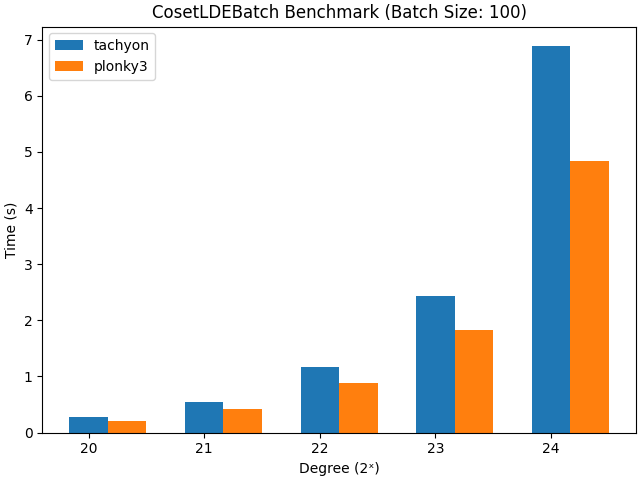 CosetLDEBatch Benchmark (Batch Size: 100)
tachyon
plonky3
Time (s)
7
6
5
4
3
2
1
0
20 21 22 23 24
Degree (2ˣ)